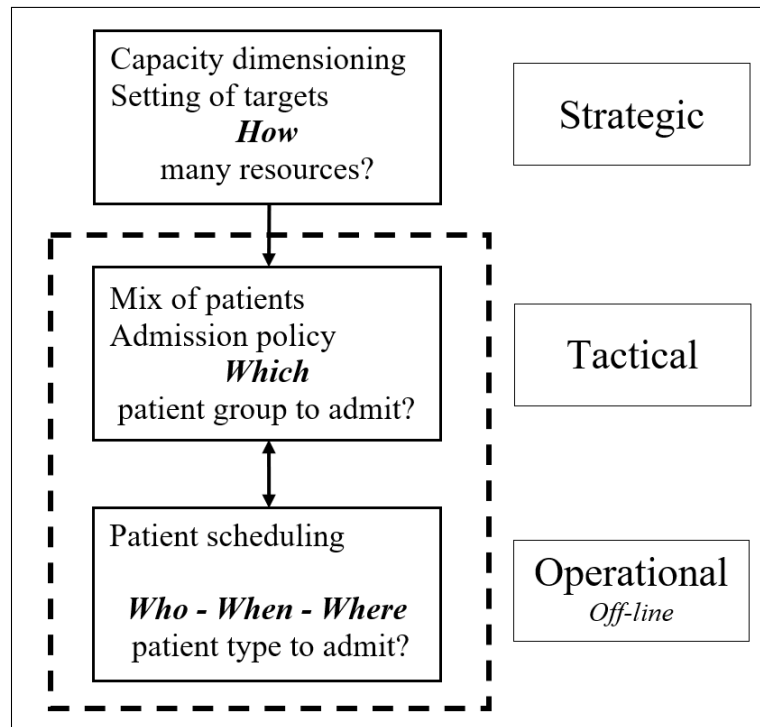 Capacity dimensioning
Setting of targets
How
many resources?
Strategic
Mix of patients
Admission policy
Which
patient group to admit?
Tactical
Patient scheduling
Who - When - Where
patient type to admit?
Operational
Off-line